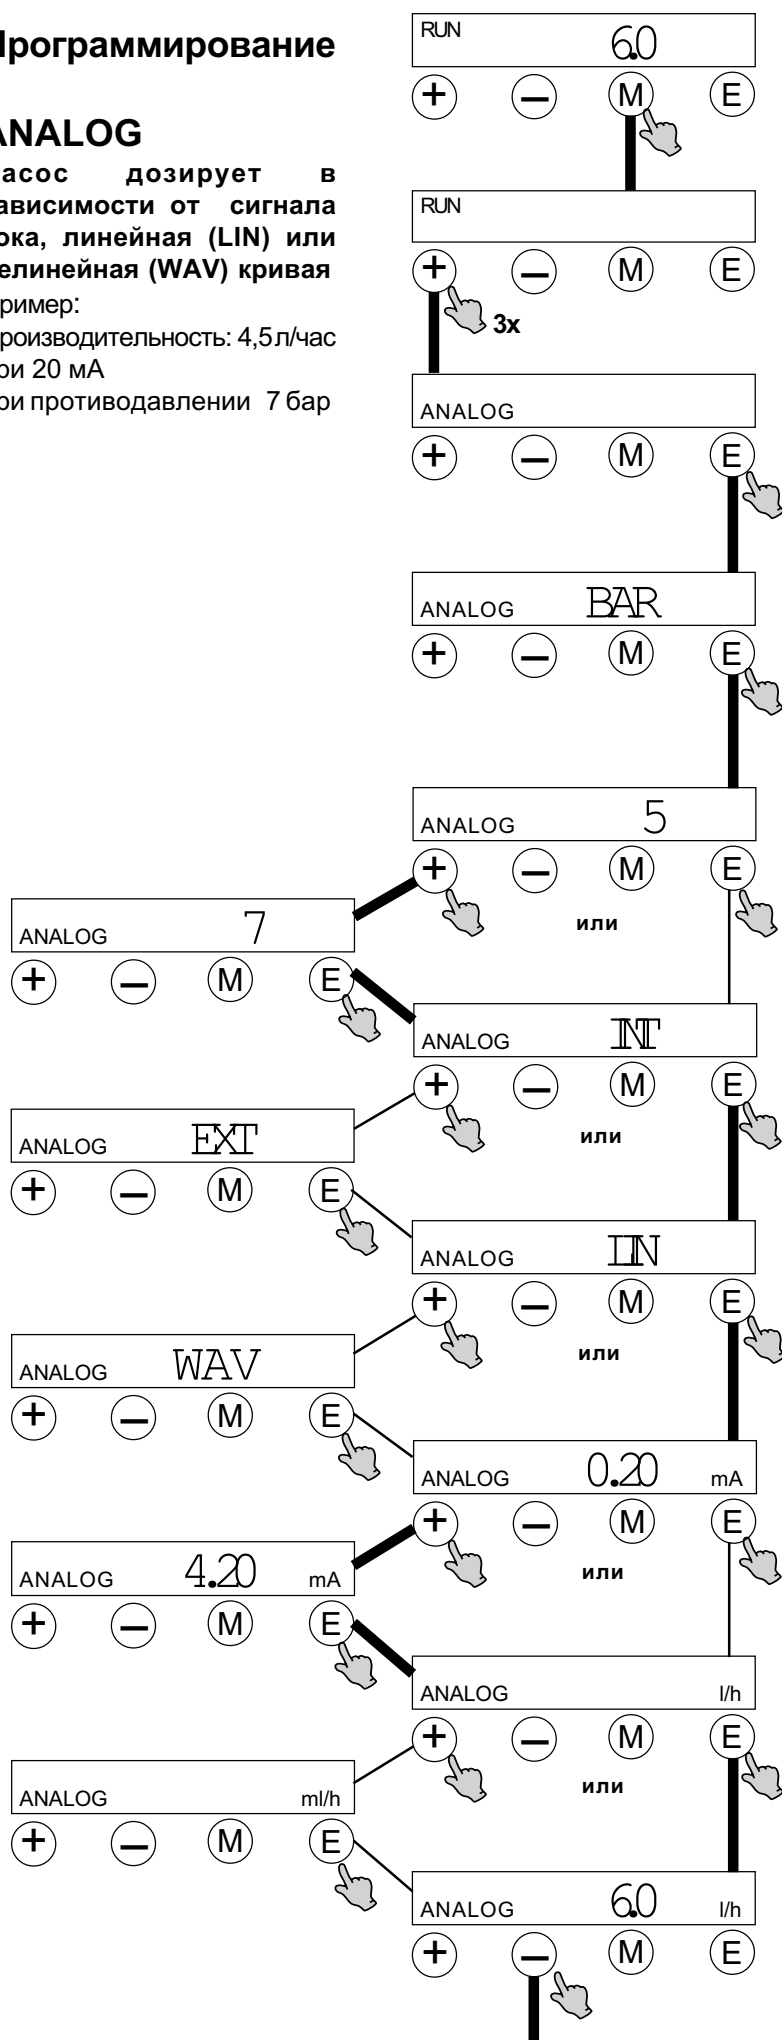 Программирование
ANALOG
асос дозирует в
ависимости от сигнала
ока, линейная (LIN) или
елинейная (WAV) кривая
ример:
роизводительность: 4,5 л/час
ри 20 мА
ри противодавлении 7 бар
RUN 6.0
+ – M E
RUN
+ – M E
3x
ANALOG
+ – M E
ANALOG BAR
+ – M E
ANALOG 5
+ – M E
или
ANALOG 7
+ – M E
ANALOG INT
+ – M E
или
ANALOG EXT
+ – M E
ANALOG LIN
+ – M E
или
ANALOG WAV
+ – M E
ANALOG 0.20 mA
+ – M E
или
ANALOG 4.20 mA
+ – M E
ANALOG l/h
+ – M E
или
ANALOG ml/h
+ – M E
ANALOG 6.0 l/h
+ – M E